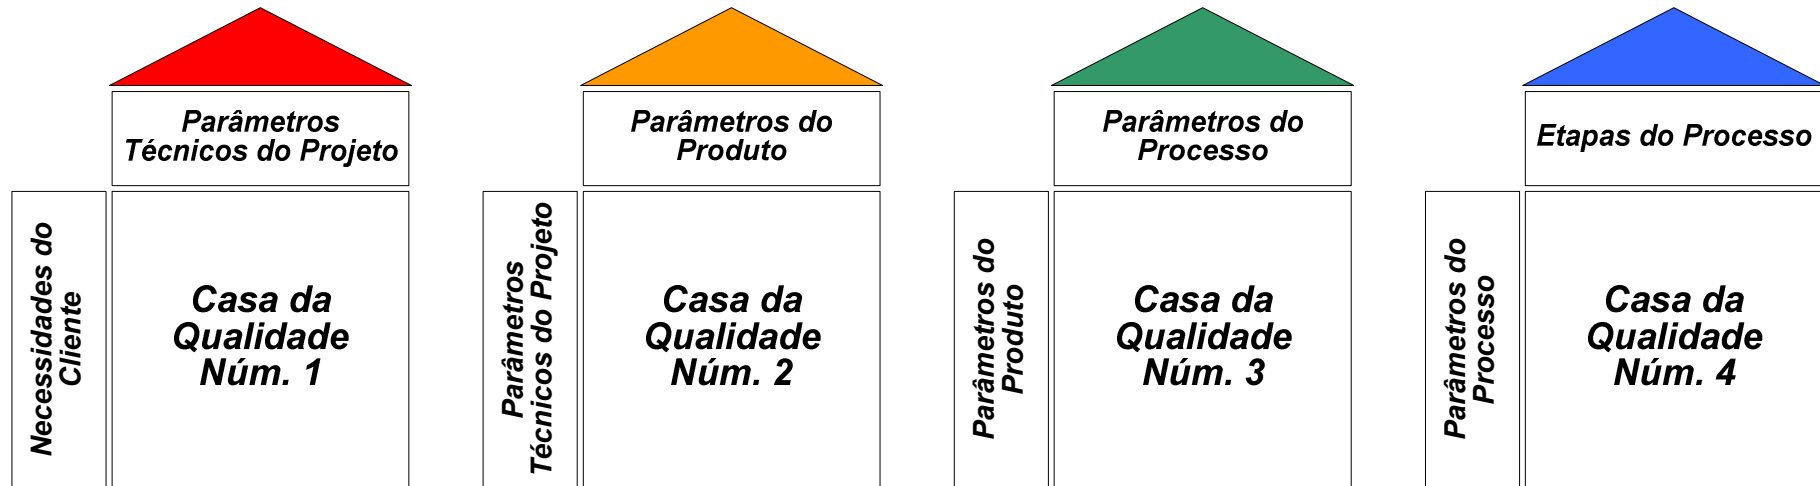 Parâmetros
Técnicos do Projeto
Necessidades do
Cliente
Casa da
Qualidade
Núm. 1
Parâmetros do
Produto
Parâmetros
Técnicos do Projeto
Casa da
Qualidade
Núm. 2
Parâmetros do
Processo
Parâmetros do
Produto
Casa da
Qualidade
Núm. 3
Etapas do Processo
Parâmetros do
Processo
Casa da
Qualidade
Núm. 4